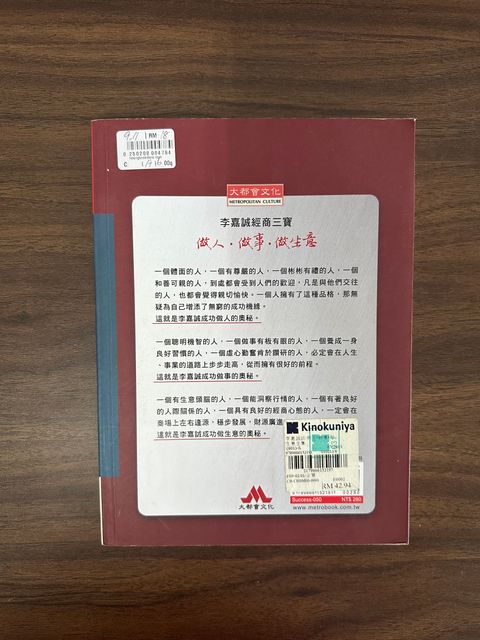 RM
大都會文化
METROPOLITAN CULTURE
李嘉誠經商三寶
做人·做事·做生意
一個體面的人，一個有尊嚴的人，一個彬彬有禮的人，一個
和善可親的人，到處都會受到人們的歡迎，凡是與他們交往
的人，也都會覺得親切愉快。一個人擁有了這種品格，那無
疑為自己增添了無窮的成功機緣。
這就是李嘉誠成功做人的奧秘。
一個聰明機智的人，一個做事有板有眼的人，一個養成一身
良好習慣的人，一個虛心勤奮肯於鑽研的人，必定會在人生
、事業的道路上步步走高，從而擁有很好的前程。
這就是李嘉誠成功做事的奧秘。
一個有生意頭腦的人，一個能洞察行情的人，一個有著良好
的人際關係的人，一個具有良好的經商心態的人，一定會在
商場上左右逢源，穩步發展，財源廣進
這就是李嘉誠成功做生意的奧秘。
Kinokuniya
RM 42.94
大都會文化
Success-050 NT$ 280
www.metrobook.com.tw